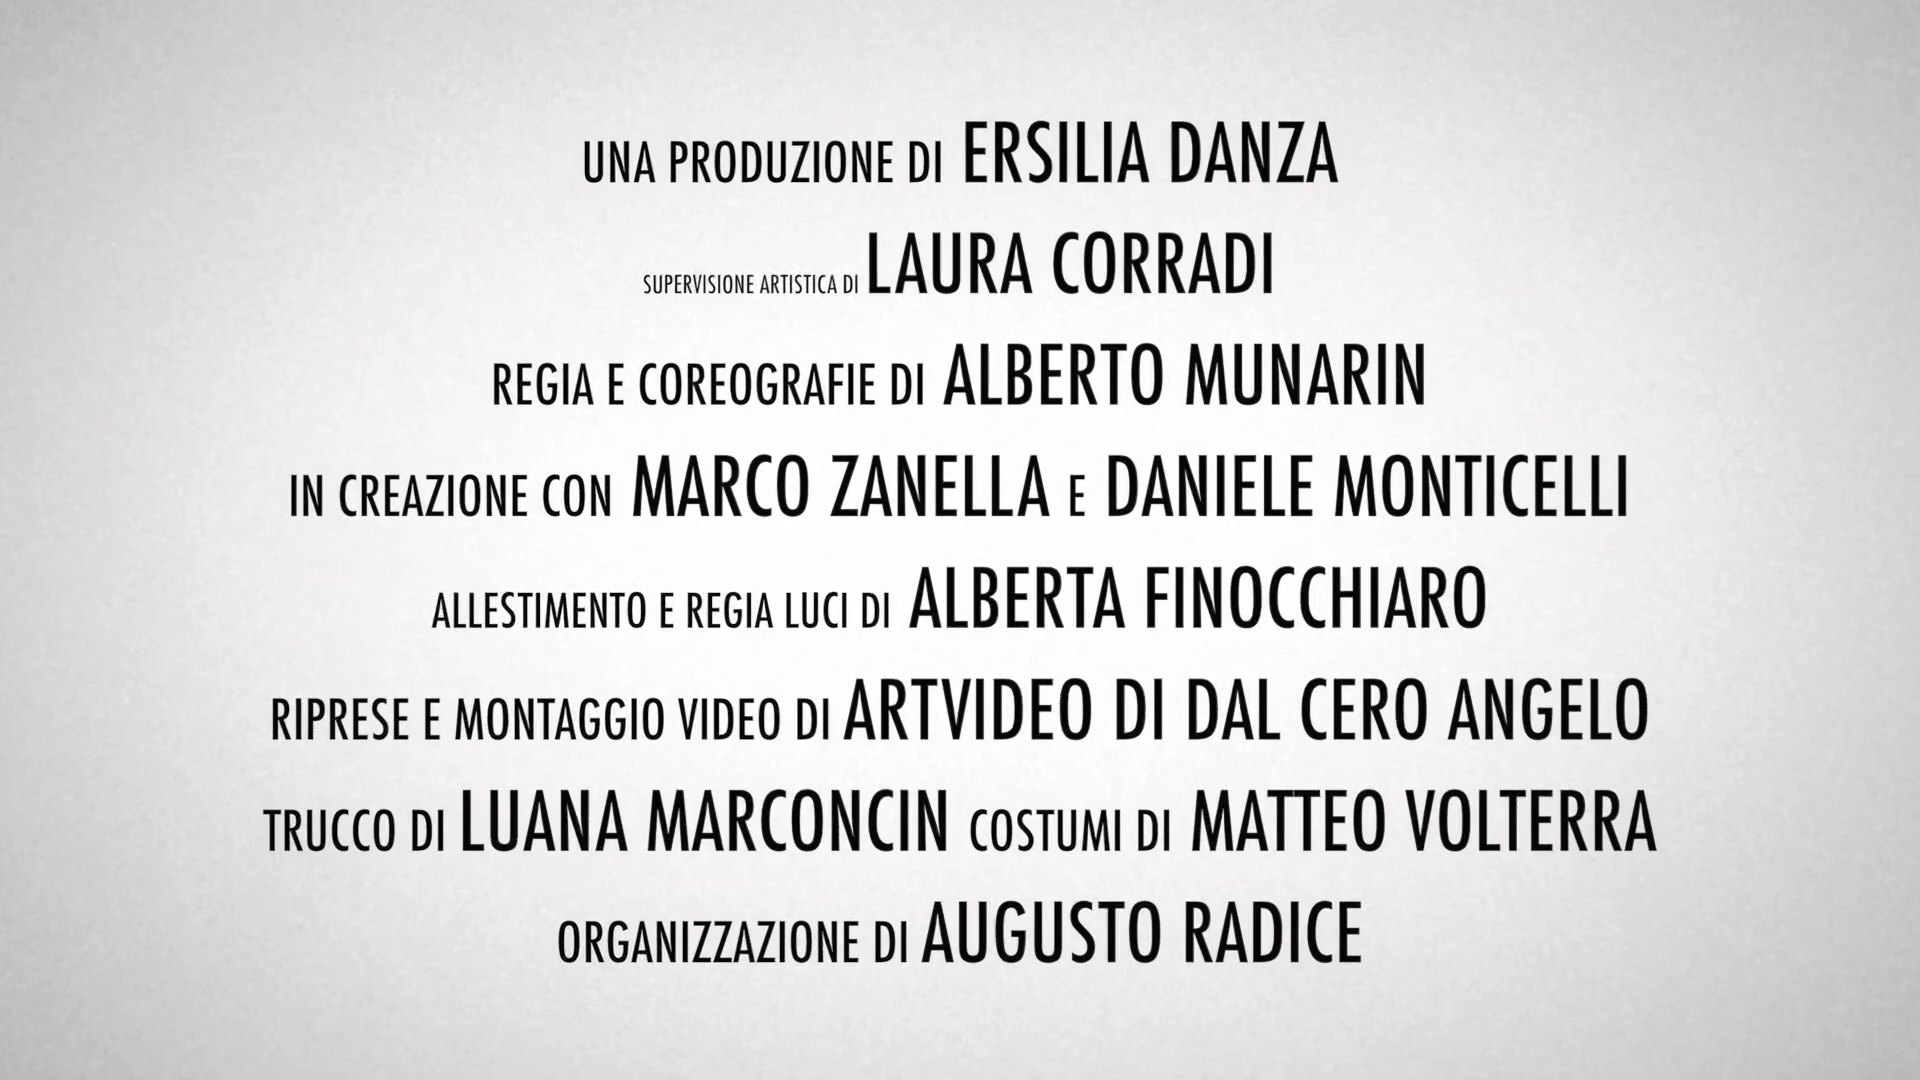 UNA PRODUZIONE DI ERSILIA DANZA
SUPERVISIONE ARTISTICA DI LAURA CORRADI
REGIA E COREOGRAFIE DI ALBERTO MUNARIN
IN CREAZIONE CON MARCO ZANELLA E DANIELE MONTICELLI
ALLESTIMENTO E REGIA LUCI DI ALBERTA FINOCCHIARO
RIPRESE E MONTAGGIO VIDEO DI ARTVIDEO DI DAL CERO ANGELO
TRUCCO DI LUANA MARCONCIN COSTUMI DI MATTEO VOLTERRA
ORGANIZZAZIONE DI AUGUSTO RADICE